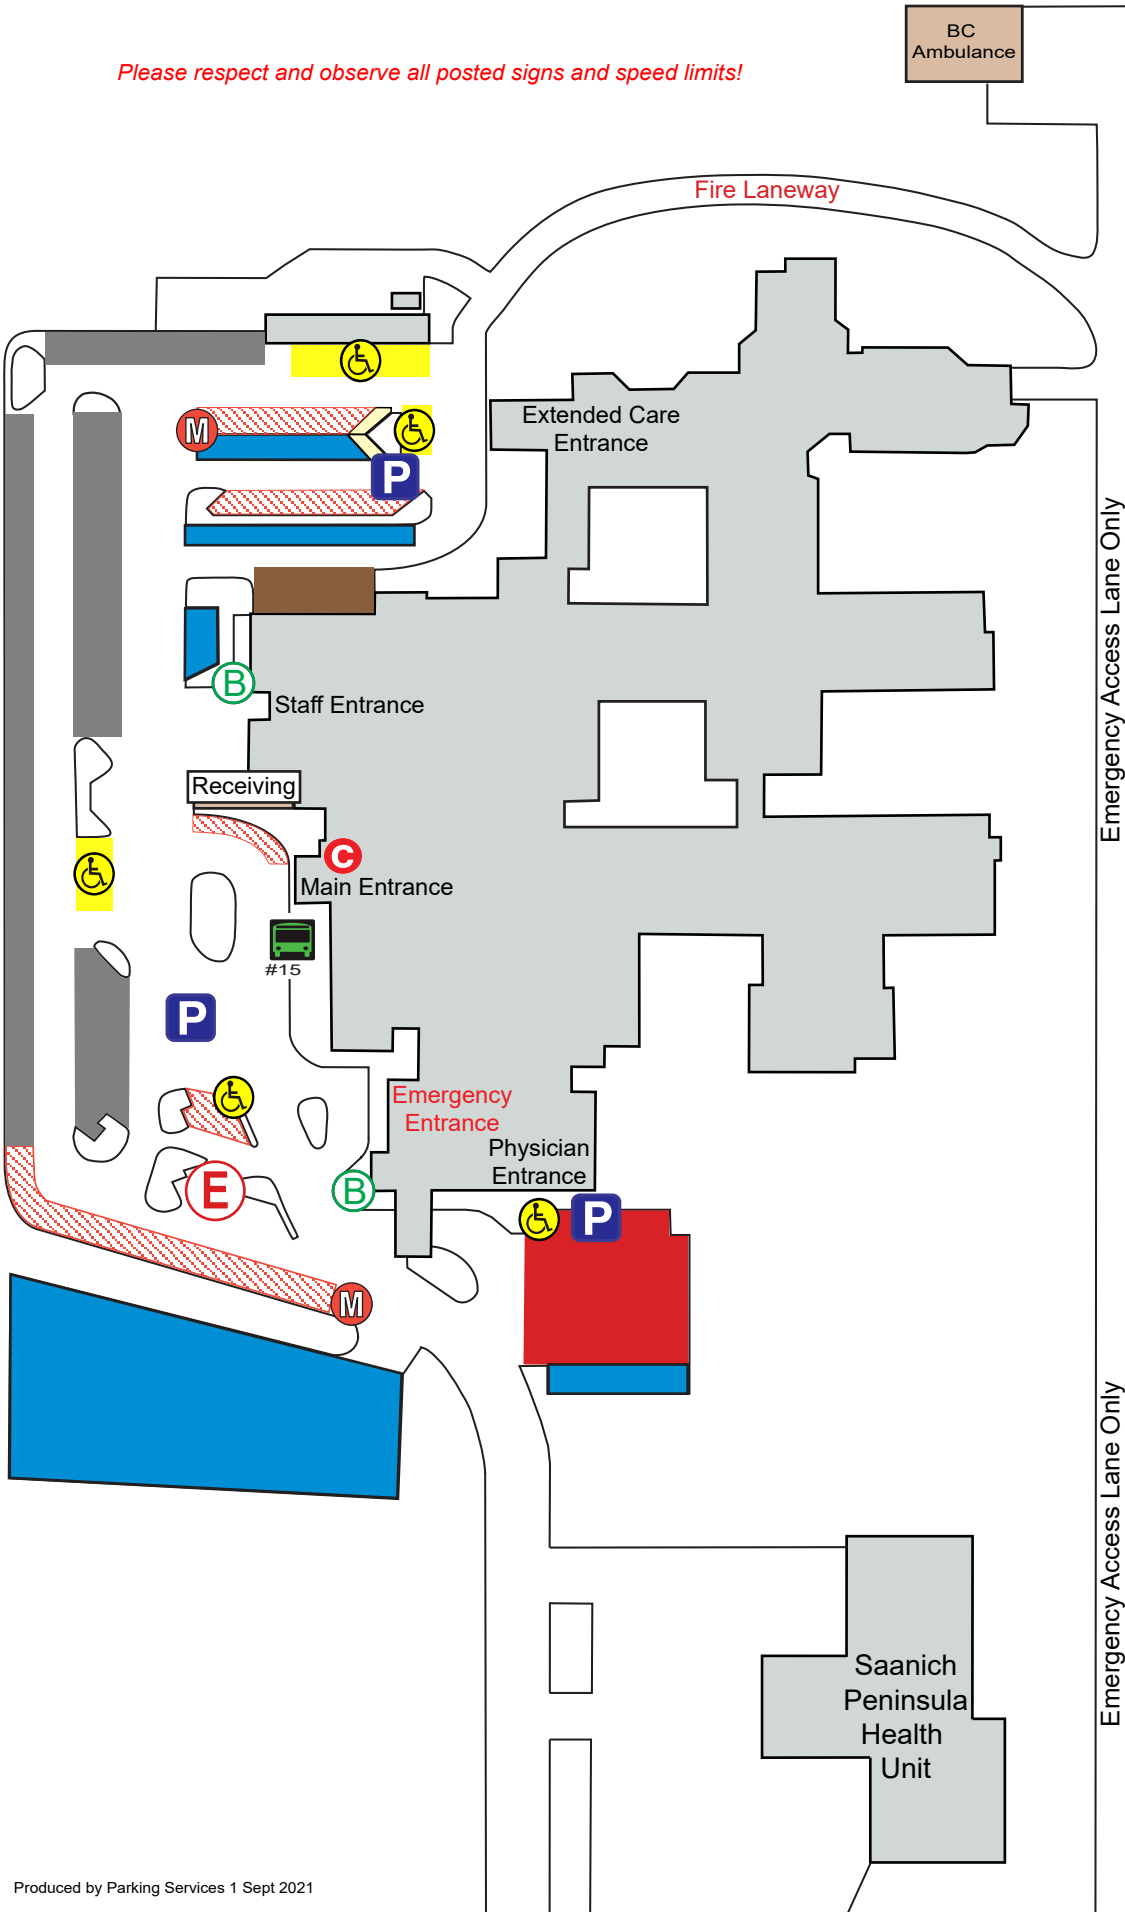 BC
Ambulance
Please respect and observe all posted signs and speed limits!
Fire Laneway
Extended Care
Entrance
M
P
Emergency Access Lane Only
B
Staff Entrance
Receiving
C
Main Entrance
#15
P
Emergency
Entrance
Physician
Entrance
E
B
P
M
Emergency Access Lane Only
Saanich
Peninsula
Health
Unit
Produced by Parking Services 1 Sept 2021